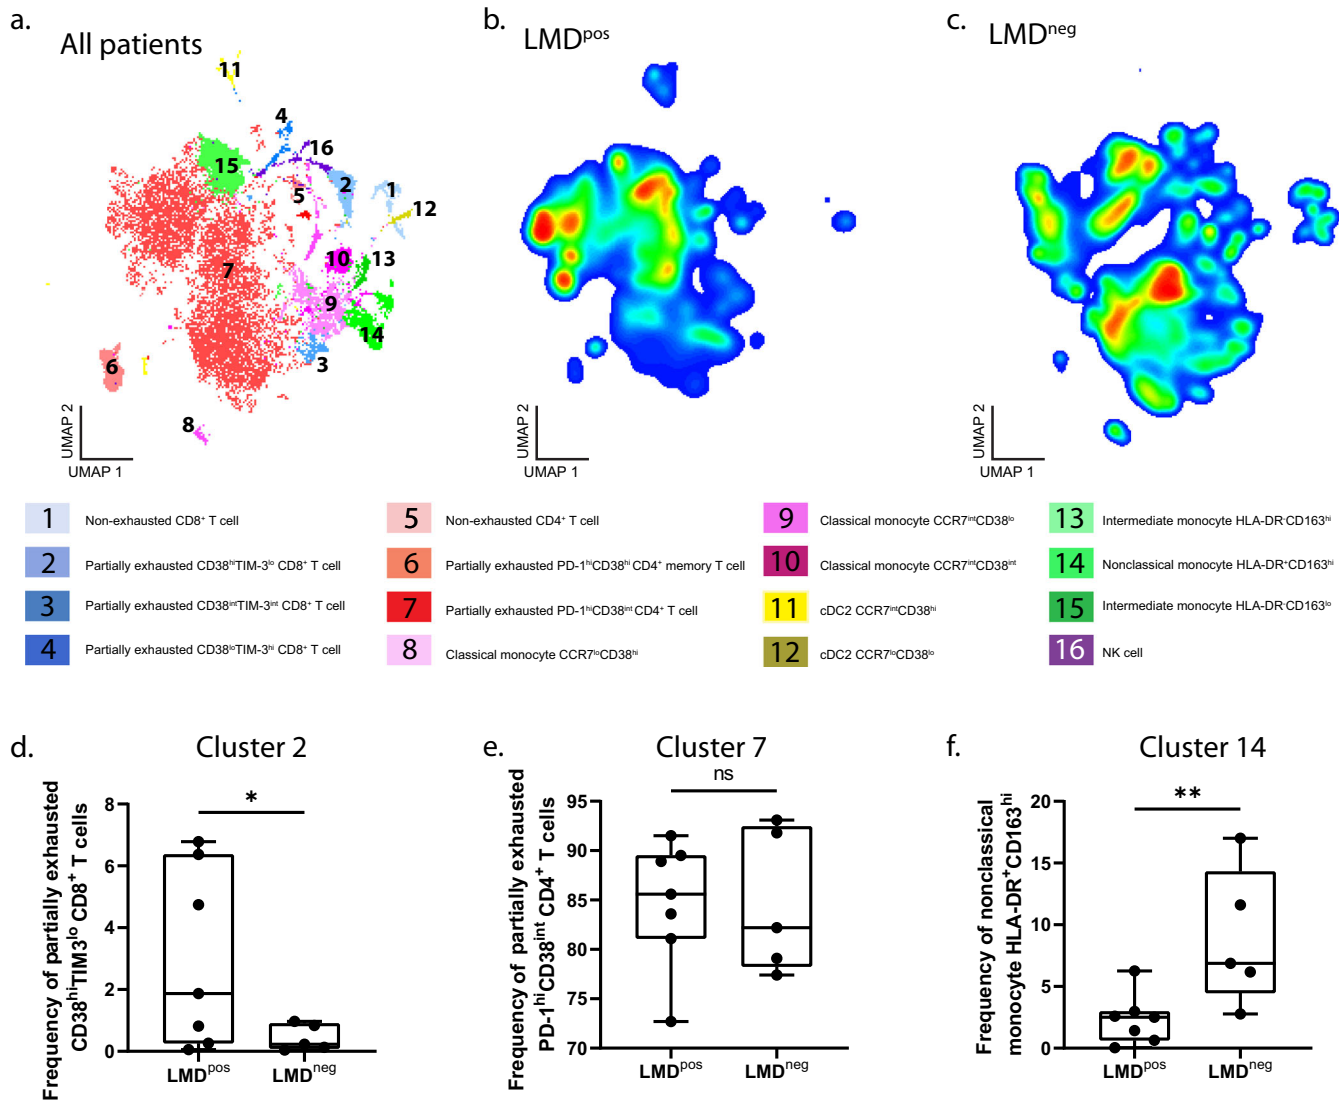 a.
All patients
b.
LMDᵖᵒˢ
c.
LMDⁿᵉᵍ
11
4
16
15
2
5
1
12
7
10
13
9
14
3
6
8
UMAP 2
UMAP 1
UMAP 2
UMAP 1
UMAP 2
UMAP 1
1 Non-exhausted CD8⁺ T cell
2 Partially exhausted CD38ʰⁱTIM-3ˡᵒ CD8⁺ T cell
3 Partially exhausted CD38ⁱⁿᵗTIM-3ⁱⁿᵗ CD8⁺ T cell
4 Partially exhausted CD38ˡᵒTIM-3ʰⁱ CD8⁺ T cell
5 Non-exhausted CD4⁺ T cell
6 Partially exhausted PD-1ʰⁱCD38ʰⁱ CD4⁺ memory T cell
7 Partially exhausted PD-1ʰⁱCD38ⁱⁿᵗ CD4⁺ T cell
8 Classical monocyte CCR7ˡᵒCD38ʰⁱ
9 Classical monocyte CCR7ⁱⁿᵗCD38ˡᵒ
10 Classical monocyte CCR7ⁱⁿᵗCD38ⁱⁿᵗ
11 cDC2 CCR7ⁱⁿᵗCD38ʰⁱ
12 cDC2 CCR7ˡᵒCD38ˡᵒ
13 Intermediate monocyte HLA-DR⁻CD163ʰⁱ
14 Nonclassical monocyte HLA-DR⁺CD163ʰⁱ
15 Intermediate monocyte HLA-DR⁻CD163ˡᵒ
16 NK cell
d.
Cluster 2
Frequency of partially exhausted
CD38ʰⁱTIM3ˡᵒ CD8⁺ T cells
8
6
4
2
0
*
LMDᵖᵒˢ
LMDⁿᵉᵍ
e.
Cluster 7
Frequency of partially exhausted
PD-1ʰⁱCD38ⁱⁿᵗ CD4⁺ T cells
95
90
85
80
75
70
ns
LMDᵖᵒˢ
LMDⁿᵉᵍ
f.
Cluster 14
Frequency of nonclassical
monocyte HLA-DR⁺CD163ʰⁱ
20
15
10
5
0
**
LMDᵖᵒˢ
LMDⁿᵉᵍ